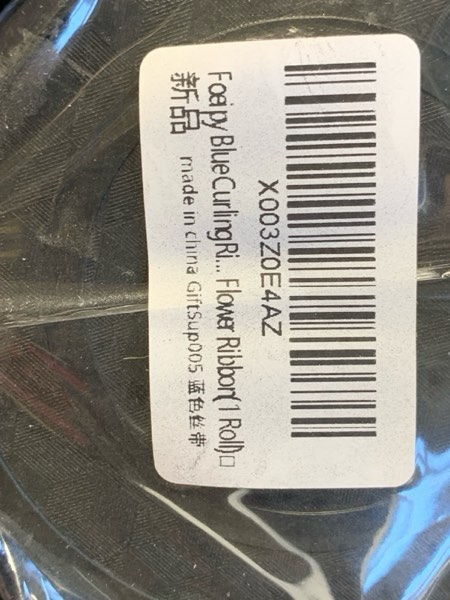 X003Z0E4AZ
Foeipy Blue Curling Ri... Flower Ribbon(1 Roll)□
新品
made in china GiftSup005 蓝色丝带